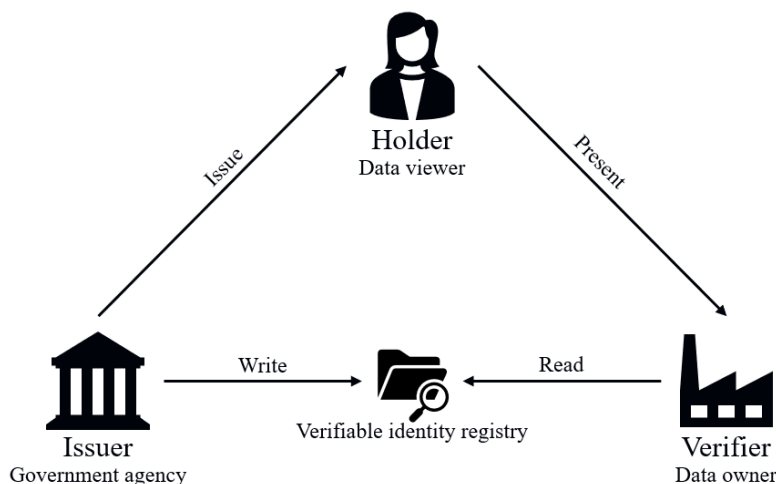 Holder
Data viewer
Issue
Present
Write
Read
Verifiable identity registry
Issuer
Government agency
Verifier
Data owner